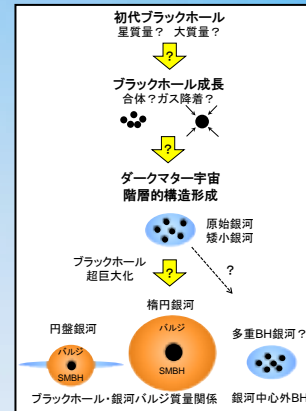 初代ブラックホール
星質量? 大質量?
?
ブラックホール成長
合体?ガス降着?
?
ダークマター宇宙
階層的構造形成
原始銀河
矮小銀河
ブラックホール
超巨大化
?
?
楕円銀河
円盤銀河
バルジ
多重BH銀河?
バルジ
SMBH
SMBH
ブラックホール・銀河バルジ質量関係
銀河中心外BH